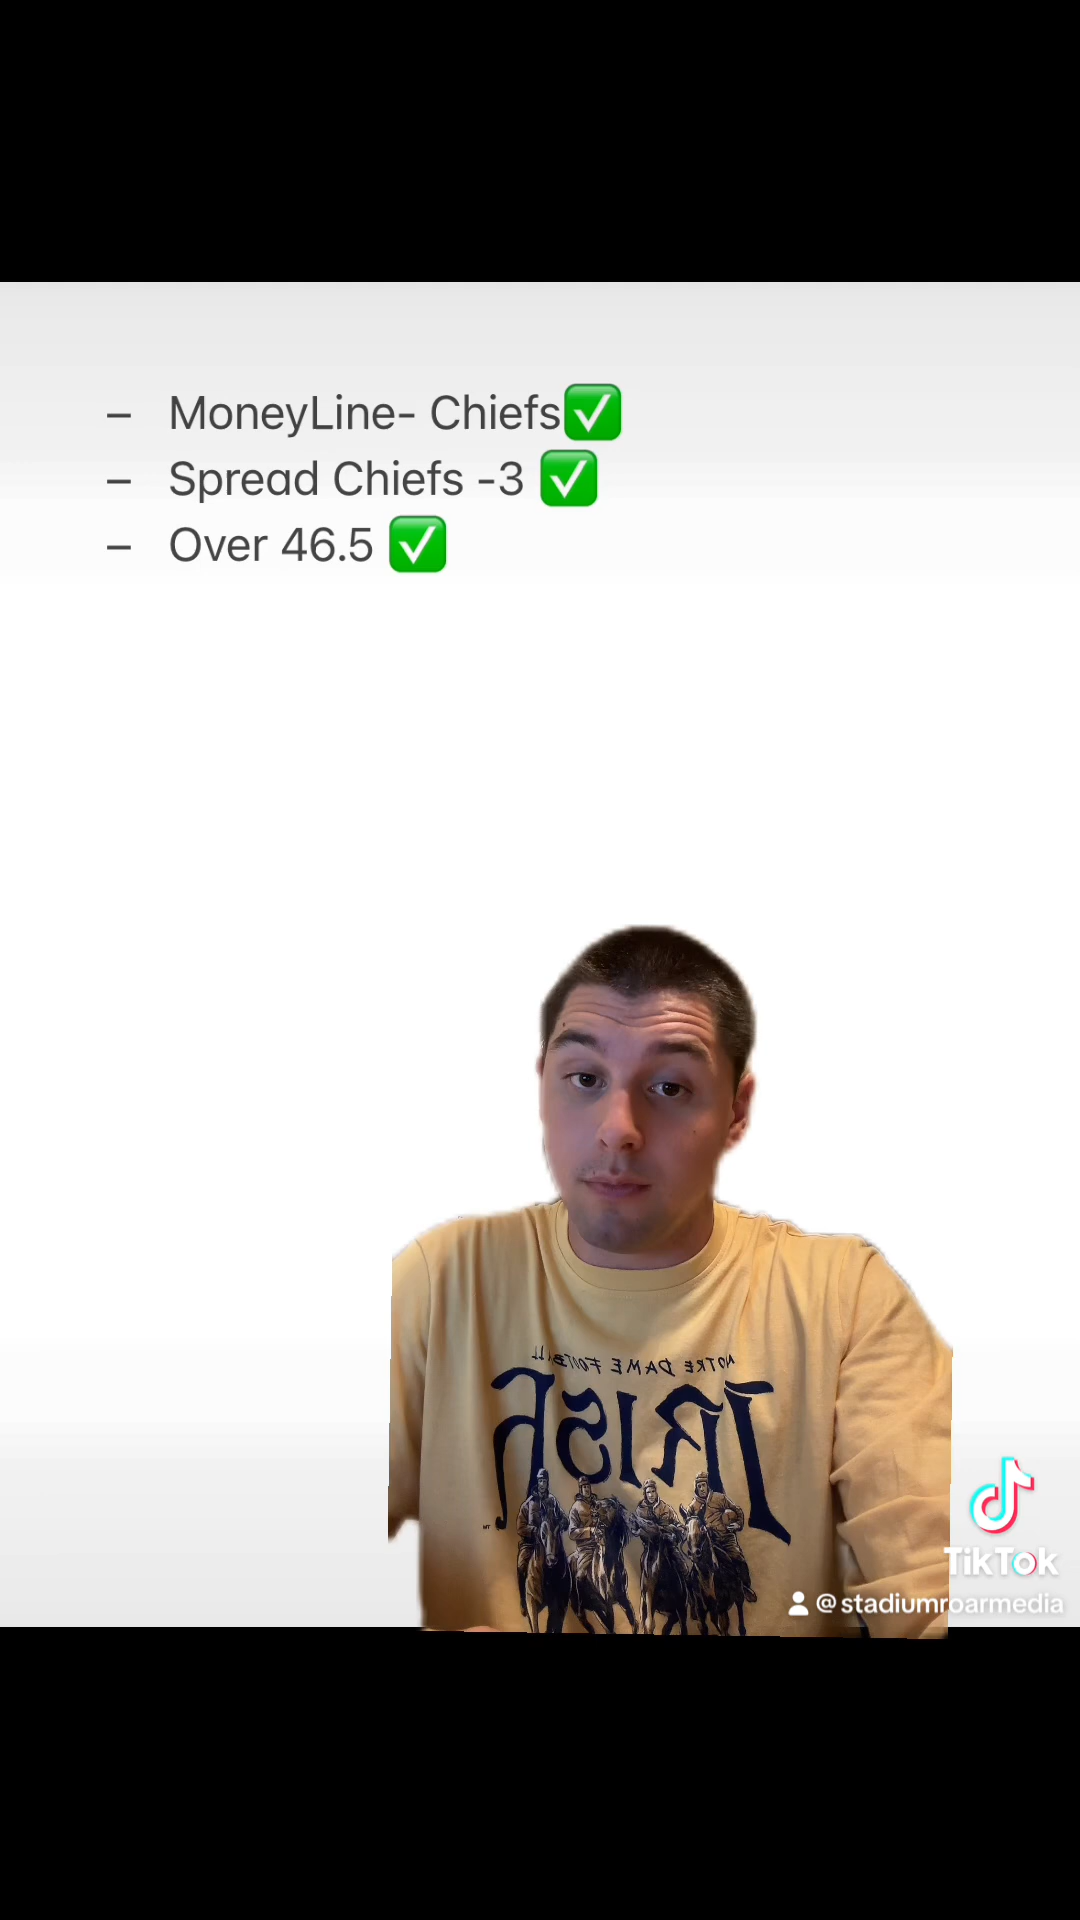 – MoneyLine- Chiefs✅
– Spread Chiefs -3 ✅
– Over 46.5 ✅
NOTRE DAME FOOTBALL
IRISH
TikTok
@stadiumroarmedia